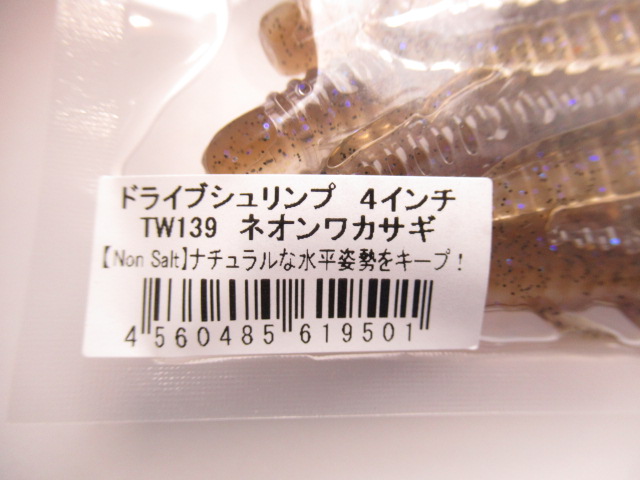 ドライブシュリンプ 4インチ
TW139 ネオンワカサギ
【Non Salt】ナチュラルな水平姿勢をキープ！
4 560485 619501